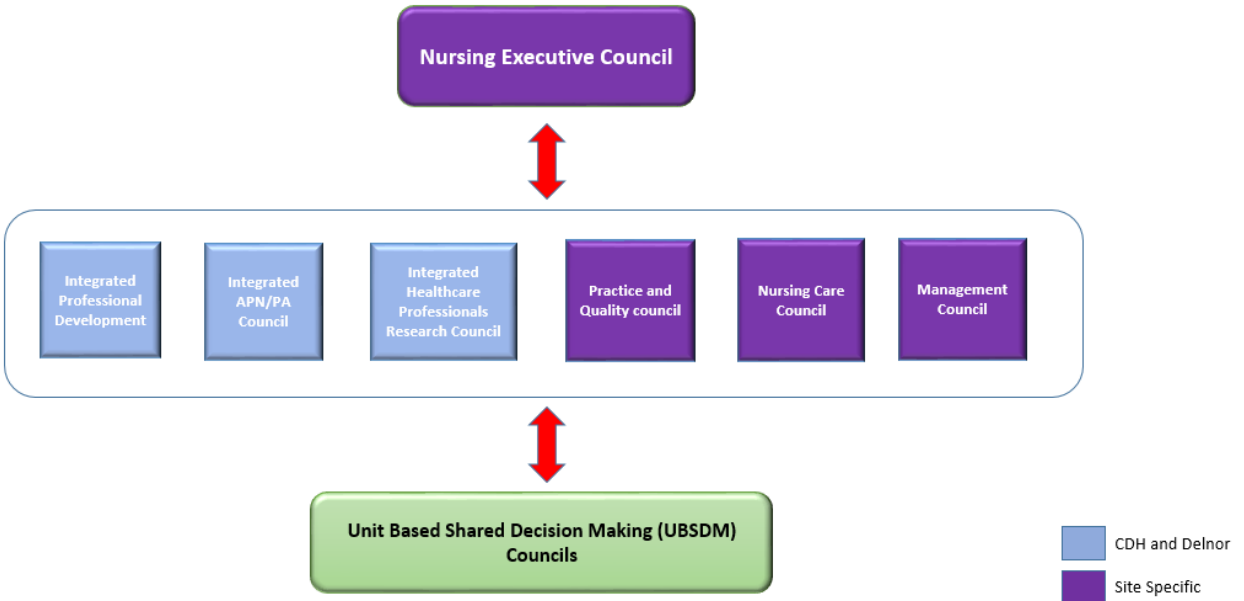 Nursing Executive Council
Integrated
Professional
Development
Integrated
APN/PA
Council
Integrated
Healthcare
Professionals
Research Council
Practice and
Quality council
Nursing Care
Council
Management
Council
Unit Based Shared Decision Making (UBSDM)
Councils
CDH and Delnor
Site Specific